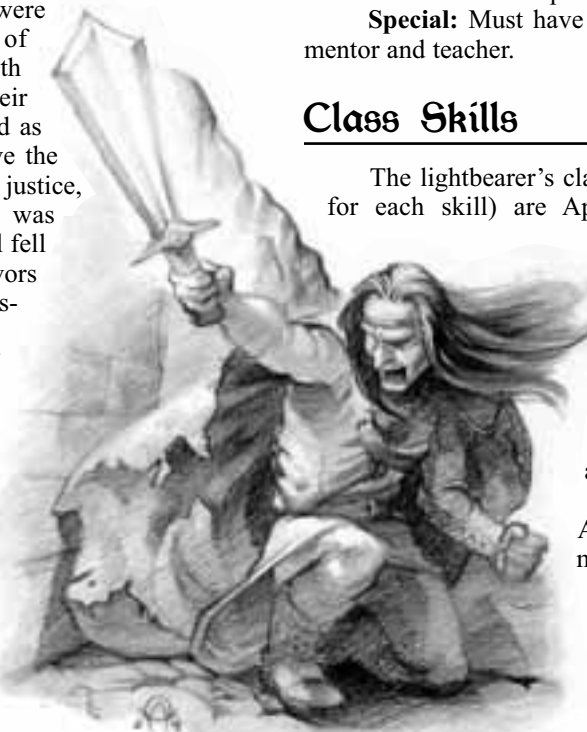 were
of
th
eir
d as
ve the
justice,
was
l fell
vors
s-
Special: Must have
mentor and teacher.
Class Skills
The lightbearer's cla
for each skill) are Ap
a
A
n